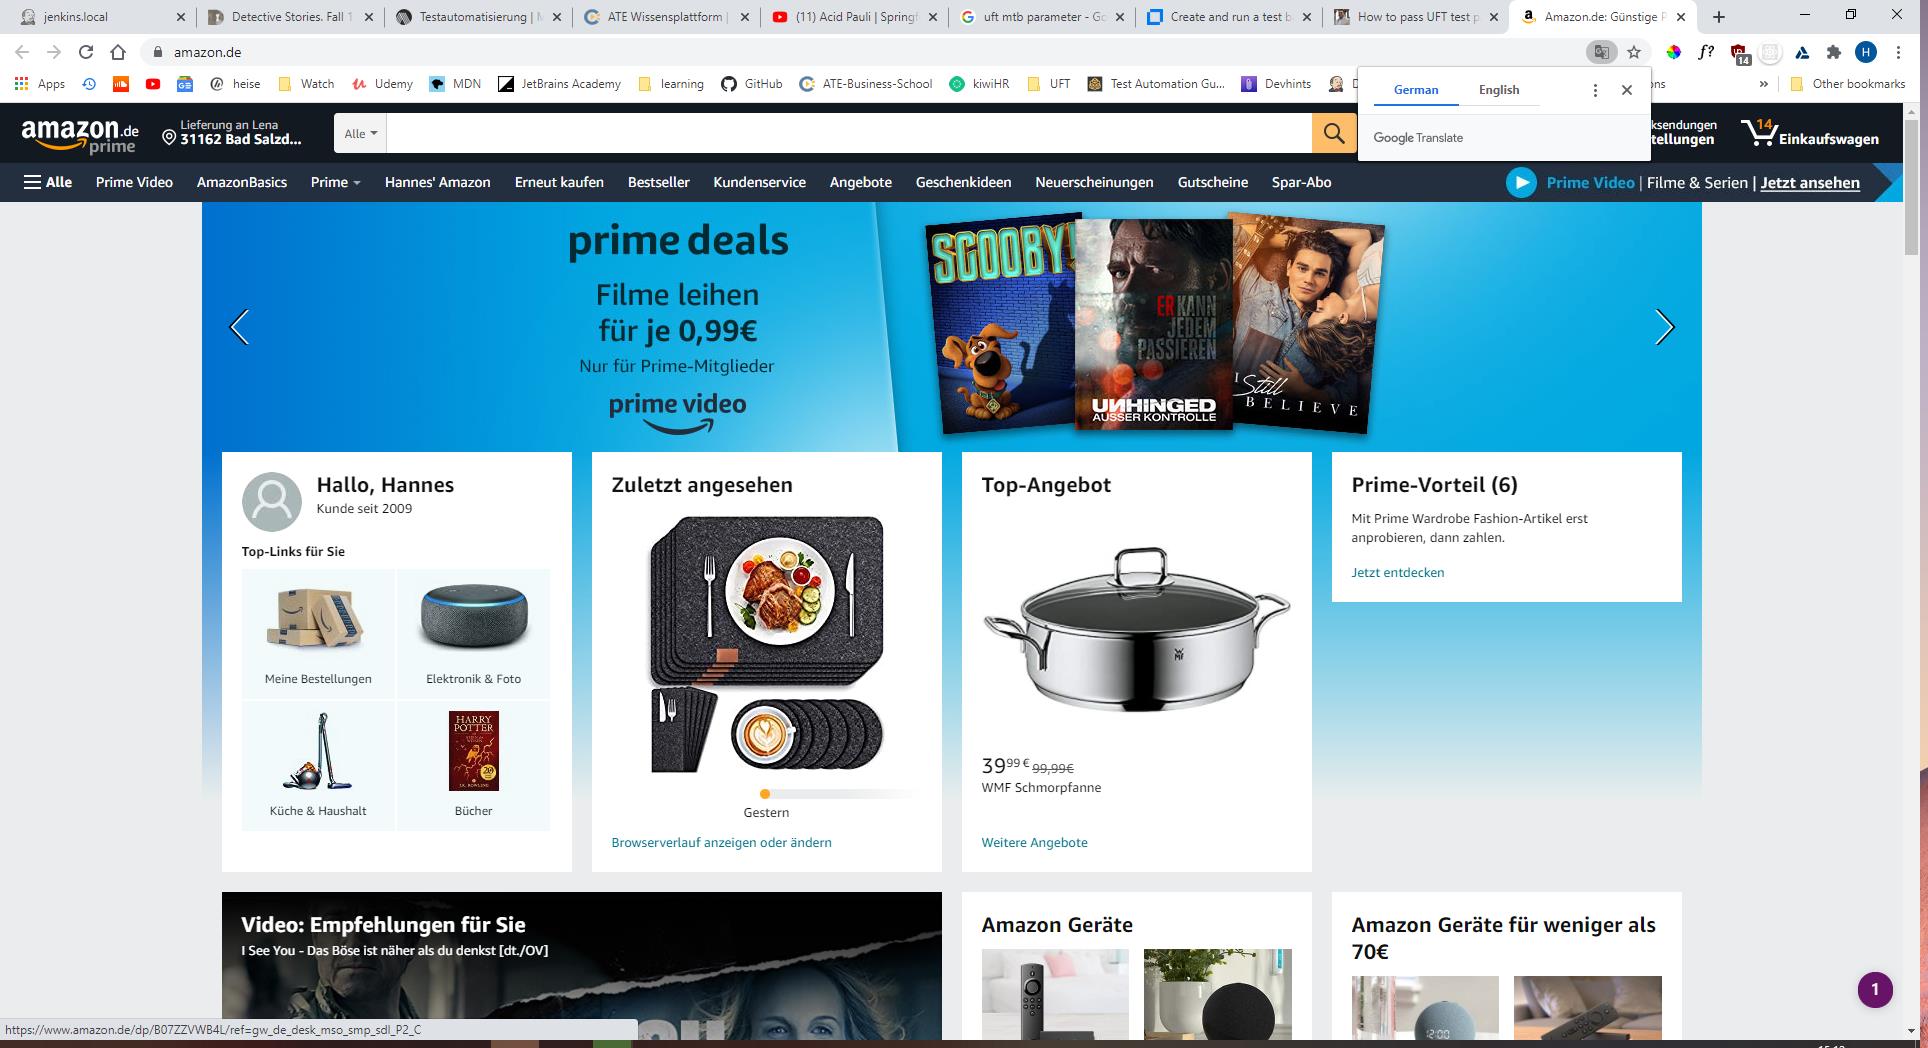 jenkins.local
Detective Stories. Fall 1
Testautomatisierung | M
ATE Wissensplattform |
(11) Acid Pauli | Springf
uft mtb parameter - Go
Create and run a test b
How to pass UFT test p
Amazon.de: Günstige P
amazon.de
14
H
Apps
heise
Watch
Udemy
MDN
JetBrains Academy
learning
GitHub
ATE-Business-School
kiwiHR
UFT
Test Automation Gu...
Devhints
D
ons
»
Other bookmarks
German
English
Google Translate
amazon.de
prime
Lieferung an Lena
31162 Bad Salzd...
Alle
ksendungen
tellungen
14
Einkaufswagen
Alle
Prime Video
AmazonBasics
Prime
Hannes' Amazon
Erneut kaufen
Bestseller
Kundenservice
Angebote
Geschenkideen
Neuerscheinungen
Gutscheine
Spar-Abo
Prime Video | Filme & Serien | Jetzt ansehen
prime deals
Filme leihen
für je 0,99€
Nur für Prime-Mitglieder
prime video
SCOOBY!
ER KANN
JEDEM
PASSIEREN
UNHINGED
AUSSER KONTROLLE
I Still
BELIEVE
Hallo, Hannes
Kunde seit 2009
Top-Links für Sie
Meine Bestellungen
Elektronik & Foto
HARRY
POTTER
Küche & Haushalt
Bücher
Zuletzt angesehen
Gestern
Browserverlauf anzeigen oder ändern
Top-Angebot
WMF
3999 € 99,99€
WMF Schmorpfanne
Weitere Angebote
Prime-Vorteil (6)
Mit Prime Wardrobe Fashion-Artikel erst
anprobieren, dann zahlen.
Jetzt entdecken
Video: Empfehlungen für Sie
I See You - Das Böse ist näher als du denkst [dt./OV]
Amazon Geräte
Amazon Geräte für weniger als
70€
12:00
1
https://www.amazon.de/dp/B07ZZVWB4L/ref=gw_de_desk_mso_smp_sdl_P2_C